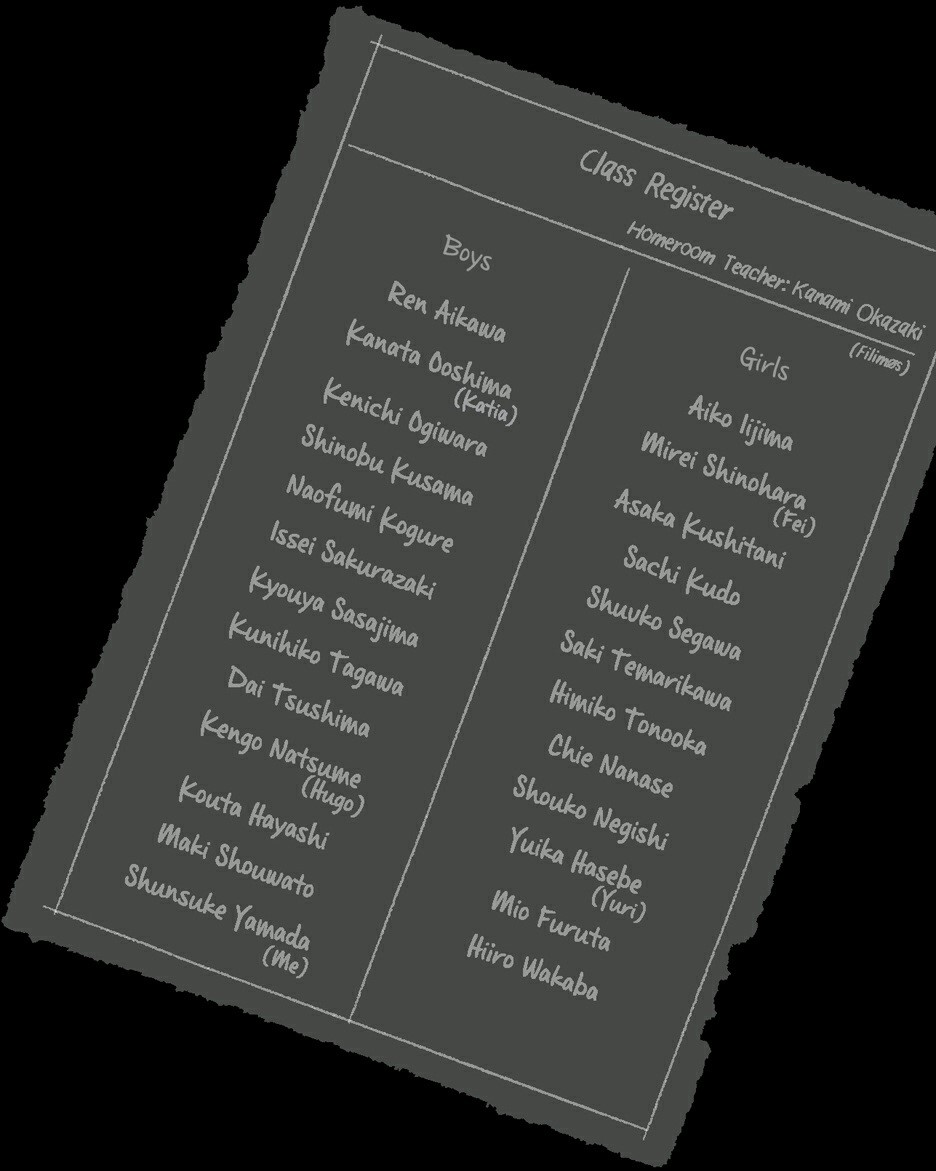 Class Register
Homeroom Teacher: Kanami Okazaki
(Filimøs)
Boys
Ren Aikawa
Kanata Ooshima
(Katia)
Kenichi Ogiwara
Shinobu Kusama
Naofumi Kogure
Issei Sakurazaki
Kyouya Sasajima
Kunihiko Tagawa
Dai Tsushima
Kengo Natsume
(Hugo)
Kouta Hayashi
Maki Shouwato
Shunsuke Yamada
(Me)
Girls
Aiko Iijima
Mirei Shinohara
(Fei)
Asaka Kushitani
Sachi Kudo
Shuuko Segawa
Saki Temarikawa
Himiko Tonooka
Chie Nanase
Shouko Negishi
Yuika Hasebe
(Yuri)
Mio Furuta
Hiiro Wakaba